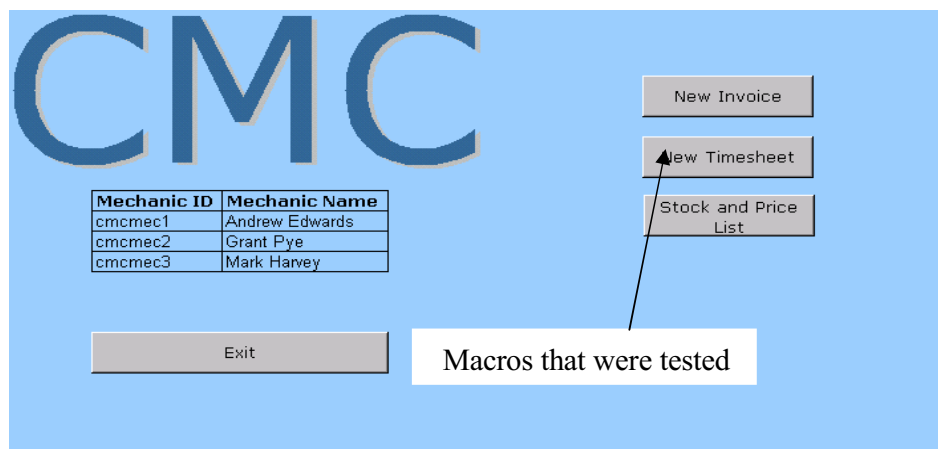 CMC
New Invoice
New Timesheet
Stock and Price
List
Mechanic ID Mechanic Name
cmcmec1 Andrew Edwards
cmcmec2 Grant Pye
cmcmec3 Mark Harvey
Exit
Macros that were tested